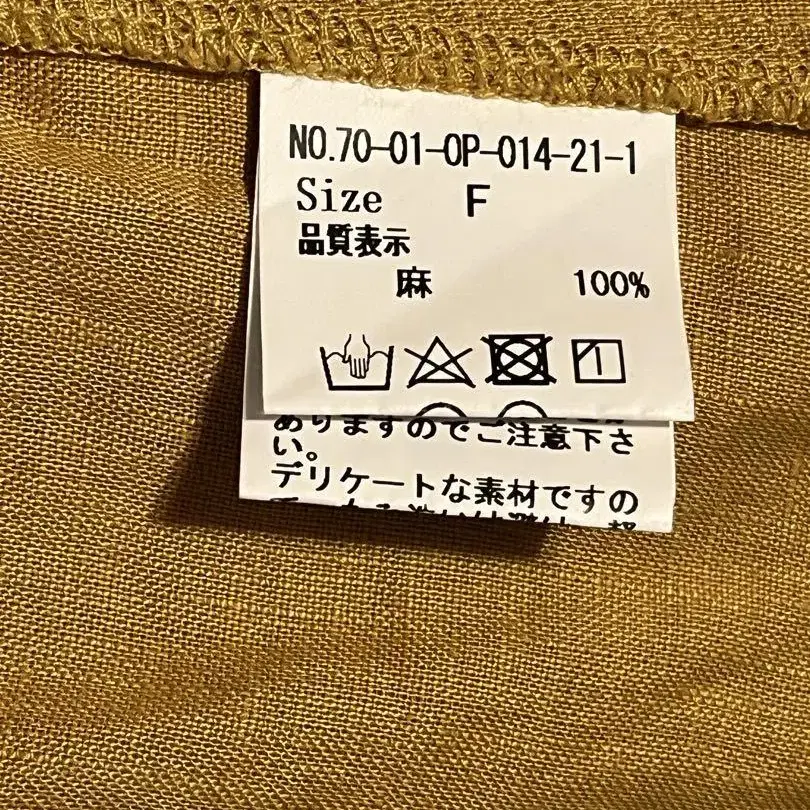 NO.70-01-OP-014-21-1
Size F
品質表示
麻 100%
ありますのでご注意下さ
い。
デリケートな素材ですの